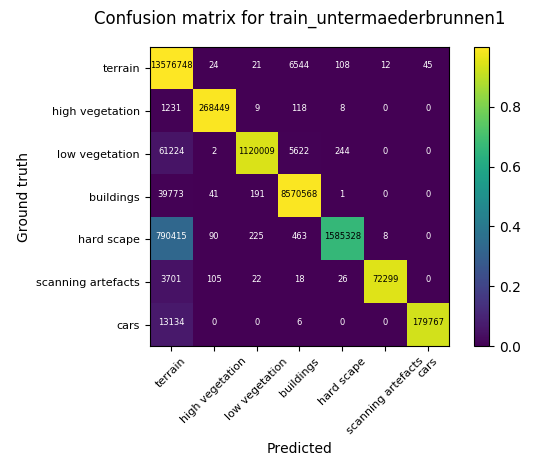 Confusion matrix for train_untermaederbrunnen1
Ground truth
terrain 13576748 24 21 6544 108 12 45
high vegetation 1231 268449 9 118 8 0 0
low vegetation 61224 2 1120009 5622 244 0 0
buildings 39773 41 191 8570568 1 0 0
hard scape 790415 90 225 463 1585328 8 0
scanning artefacts 3701 105 22 18 26 72299 0
cars 13134 0 0 6 0 0 179767
terrain high vegetation low vegetation buildings hard scape scanning artefacts cars
Predicted
0.8
0.6
0.4
0.2
0.0